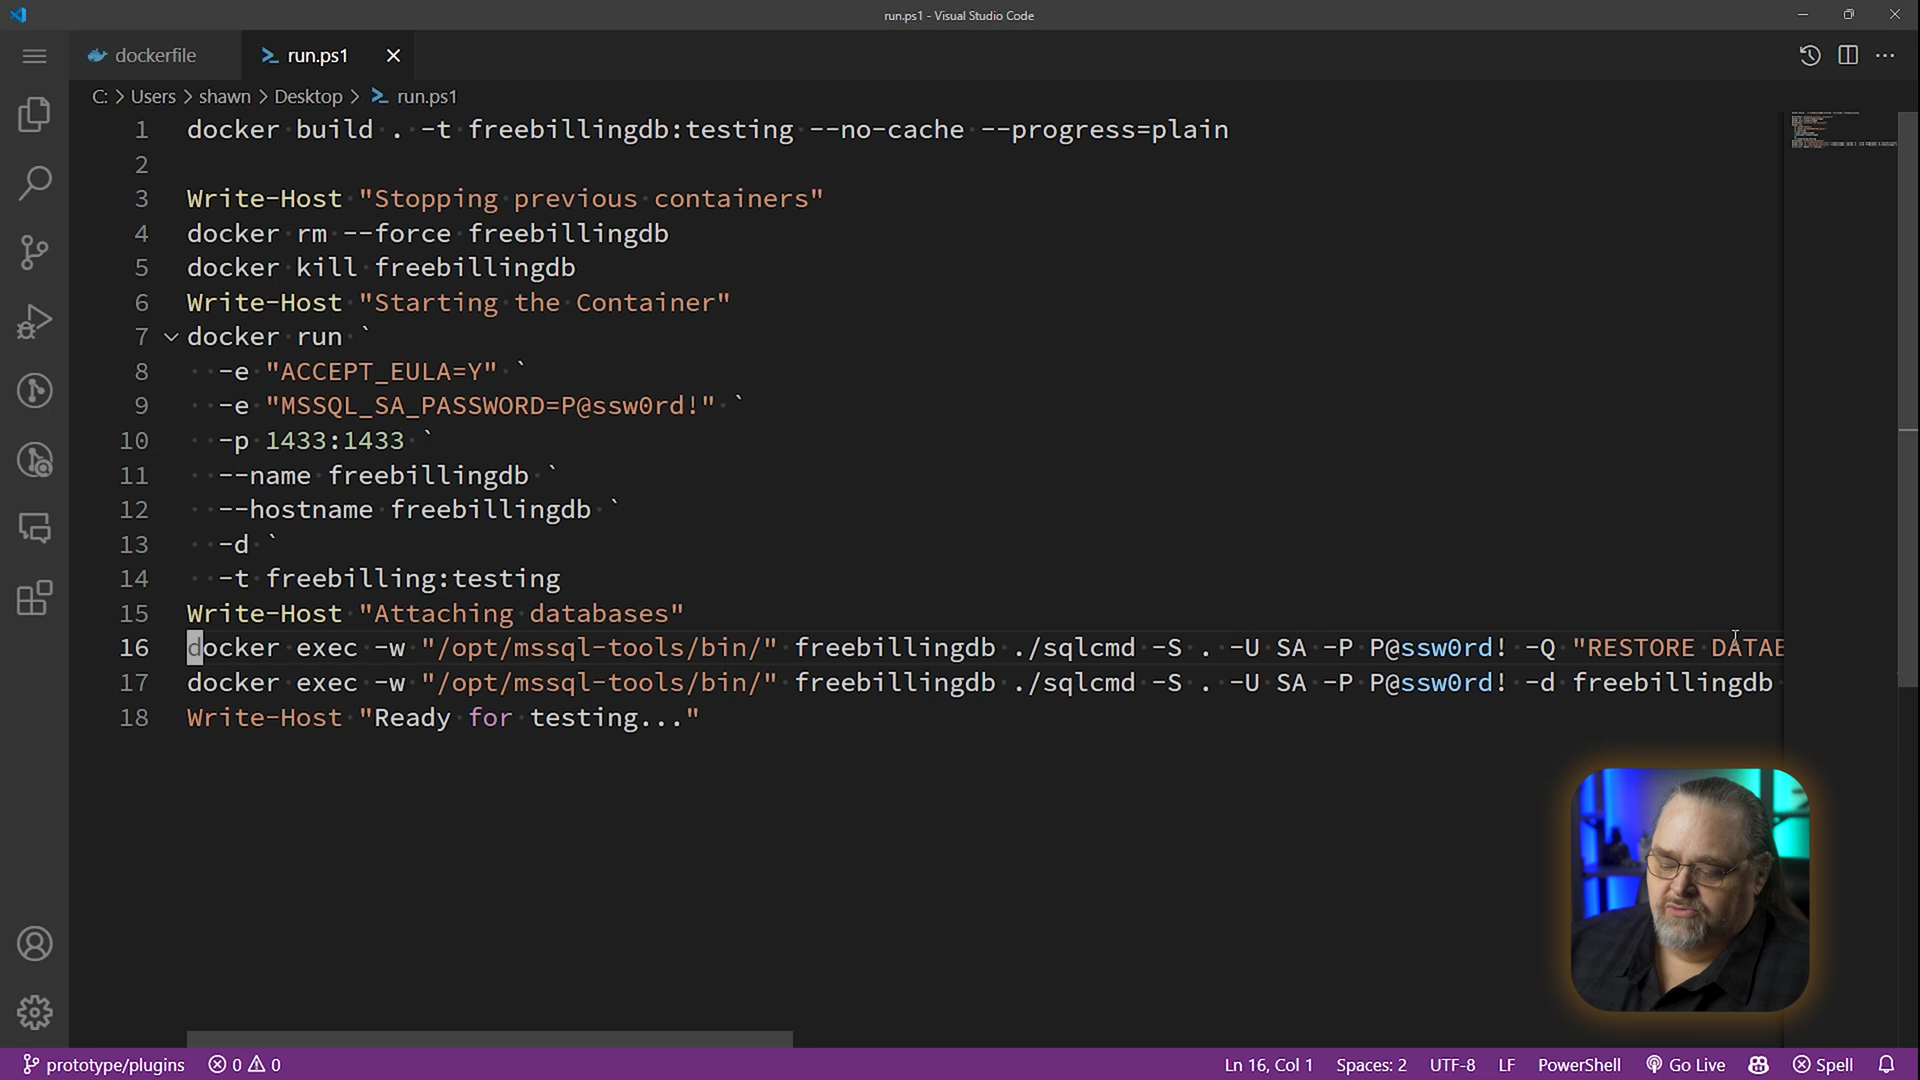 run.ps1 - Visual Studio Code
dockerfile
run.ps1
C: > Users > shawn > Desktop > run.ps1
1 docker build . -t freebillingdb:testing --no-cache --progress=plain
2
3 Write-Host "Stopping previous containers"
4 docker rm --force freebillingdb
5 docker kill freebillingdb
6 Write-Host "Starting the Container"
7 docker run `
8 -e "ACCEPT_EULA=Y" `
9 -e "MSSQL_SA_PASSWORD=P@ssw0rd!" `
10 -p 1433:1433 `
11 --name freebillingdb `
12 --hostname freebillingdb `
13 -d `
14 -t freebilling:testing
15 Write-Host "Attaching databases"
16 docker exec -w "/opt/mssql-tools/bin/" freebillingdb ./sqlcmd -S . -U SA -P P@ssw0rd! -Q "RESTORE DATAB
17 docker exec -w "/opt/mssql-tools/bin/" freebillingdb ./sqlcmd -S . -U SA -P P@ssw0rd! -d freebillingdb
18 Write-Host "Ready for testing..."
prototype/plugins 0 0 Ln 16, Col 1 Spaces: 2 UTF-8 LF PowerShell Go Live Spell